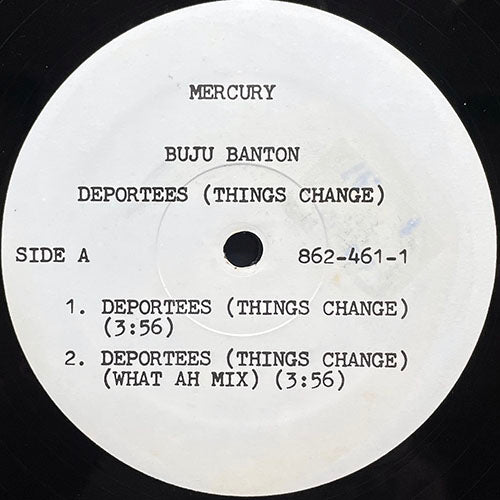 MERCURY
BUJU BANTON
DEPORTEES (THINGS CHANGE)
SIDE A 862-461-1
1. DEPORTEES (THINGS CHANGE)
(3:56)
2. DEPORTEES (THINGS CHANGE)
(WHAT AH MIX) (3:56)